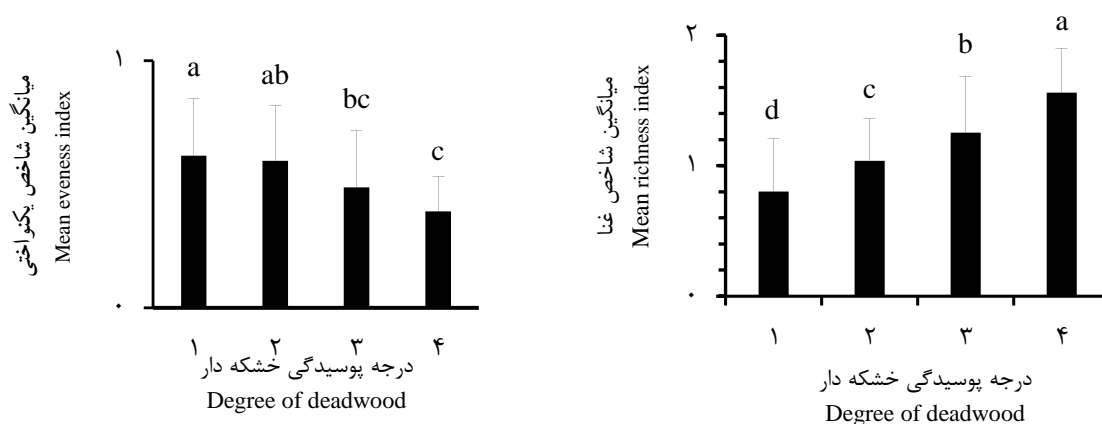 میانگین شاخص یکنواختی
Mean eveness index
۱
۰
a
ab
bc
c
۱ ۲ ۳ ۴
درجه پوسیدگی خشکه دار
Degree of deadwood
میانگین شاخص غنا
Mean richness index
۲
۱
۰
d
c
b
a
۱ ۲ ۳ ۴
درجه پوسیدگی خشکه دار
Degree of deadwood